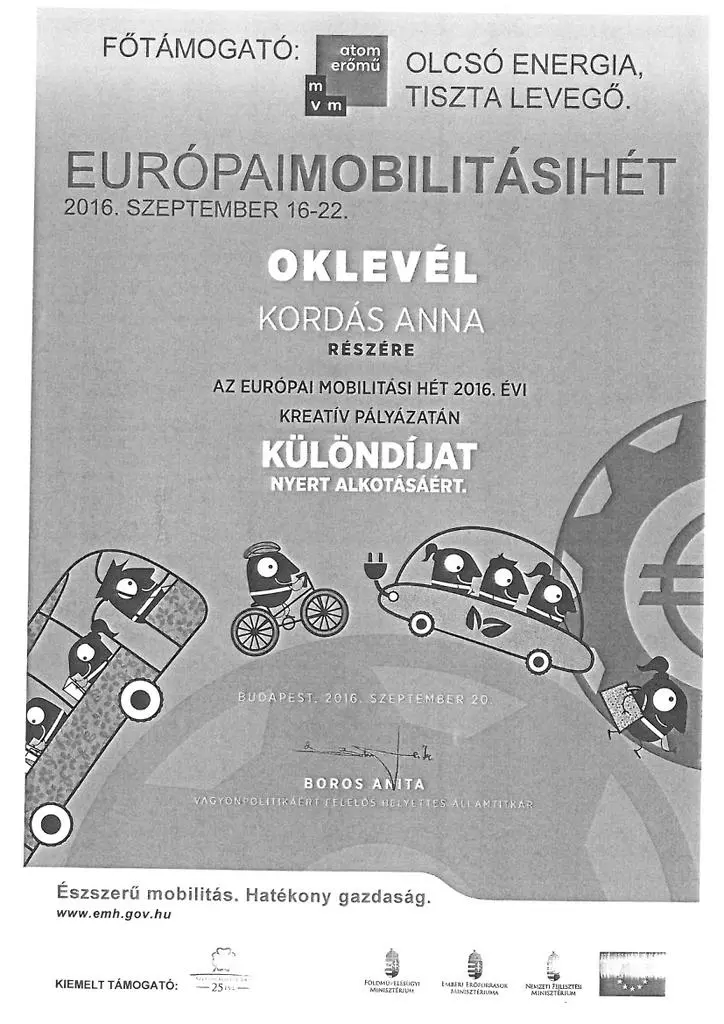 FŐTÁMOGATÓ:
atom
erőmű
m
v m
OLCSÓ ENERGIA,
TISZTA LEVEGŐ.
EURÓPAIMOBILITÁSIHÉT
2016. SZEPTEMBER 16-22.
OKLEVÉL
KORDÁS ANNA
RÉSZÉRE
AZ EURÓPAI MOBILITÁSI HÉT 2016. ÉVI
KREATÍV PÁLYÁZATÁN
KÜLÖNDÍJAT
NYERT ALKOTÁSÁÉRT.
BUDAPEST, 2016. SZEPTEMBER 20.
BOROS ANITA
VAGYONPOLITIKÁÉRT FELELŐS HELYETTES ÁLLAMTITKÁR
Észszerű mobilitás. Hatékony gazdaság.
www.emh.gov.hu
KIEMELT TÁMOGATÓ:
25
FÖLDMŰVELÉSÜGYI
MINISZTÉRIUM
EMBERI ERŐFORRÁSOK
MINISZTÉRIUMA
NEMZETI FEJLESZTÉSI
MINISZTÉRIUM